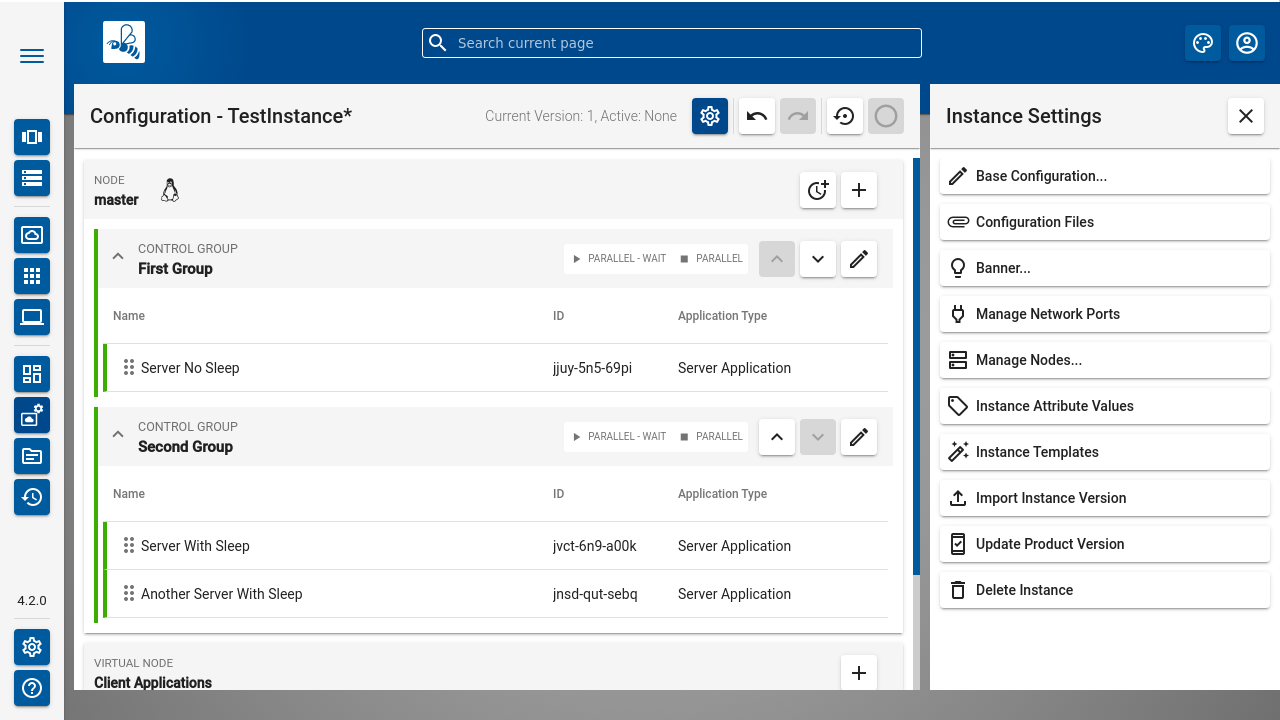 Search current page
Configuration - TestInstance*
Current Version: 1, Active: None
NODE
master
CONTROL GROUP
First Group
PARALLEL - WAIT
PARALLEL
Name
ID
Application Type
Server No Sleep
jjuy-5n5-69pi
Server Application
CONTROL GROUP
Second Group
PARALLEL - WAIT
PARALLEL
Name
ID
Application Type
Server With Sleep
jvct-6n9-a00k
Server Application
Another Server With Sleep
jnsd-qut-sebq
Server Application
VIRTUAL NODE
Client Applications
Instance Settings
Base Configuration...
Configuration Files
Banner...
Manage Network Ports
Manage Nodes...
Instance Attribute Values
Instance Templates
Import Instance Version
Update Product Version
Delete Instance
4.2.0